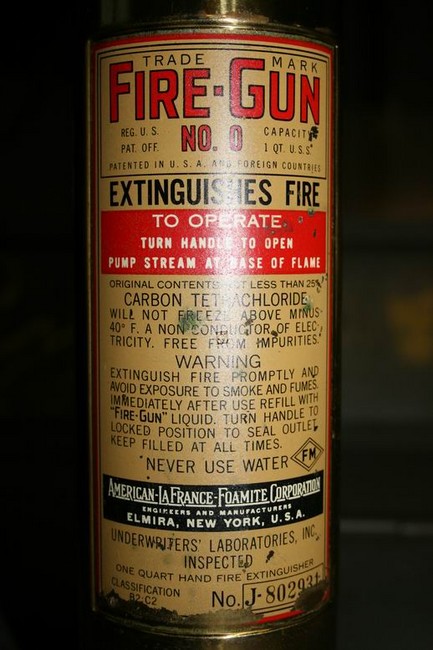 TRADE MARK
FIRE-GUN
REG. U.S. NO. 0 CAPACITY
PAT. OFF. 1 QT. U.S.S.
PATENTED IN U.S.A. AND FOREIGN COUNTRIES
EXTINGUISHES FIRE
TO OPERATE
TURN HANDLE TO OPEN
PUMP STREAM AT BASE OF FLAME
ORIGINAL CONTENTS NOT LESS THAN 25%
CARBON TETRACHLORIDE
WILL NOT FREEZE ABOVE MINUS
40° F. A NON CONDUCTOR OF ELEC-
TRICITY. FREE FROM IMPURITIES.
WARNING
EXTINGUISH FIRE PROMPTLY AND
AVOID EXPOSURE TO SMOKE AND FUMES.
IMMEDIATELY AFTER USE REFILL WITH
"FIRE-GUN" LIQUID. TURN HANDLE TO
LOCKED POSITION TO SEAL OUTLET
KEEP FILLED AT ALL TIMES.
NEVER USE WATER FM
AMERICAN-LAFRANCE-FOAMITE CORPORATION
ENGINEERS AND MANUFACTURERS
ELMIRA, NEW YORK, U.S.A.
UNDERWRITERS' LABORATORIES, INC.
INSPECTED
ONE QUART HAND FIRE EXTINGUISHER
CLASSIFICATION
B2-C2
No. J-802931